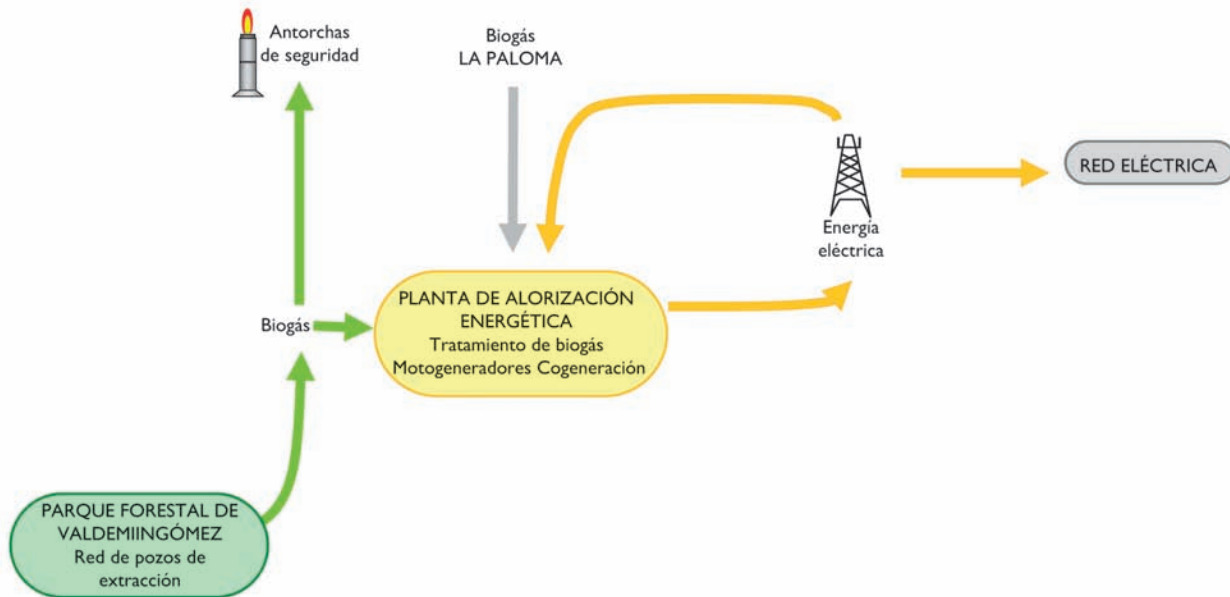 Antorchas
de seguridad
Biogás
LA PALOMA
RED ELÉCTRICA
Energía
eléctrica
PLANTA DE ALORIZACIÓN
ENERGÉTICA
Tratamiento de biogás
Motogeneradores Cogeneración
Biogás
PARQUE FORESTAL DE
VALDEMIINGÓMEZ
Red de pozos de
extracción